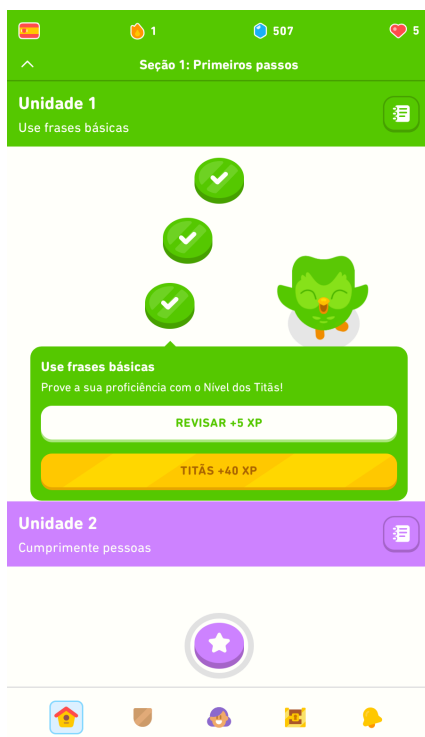 1
507
5
Seção 1: Primeiros passos
Unidade 1
Use frases básicas
Use frases básicas
Prove a sua proficiência com o Nível dos Titãs!
REVISAR +5 XP
TITÃS +40 XP
Unidade 2
Cumprimente pessoas